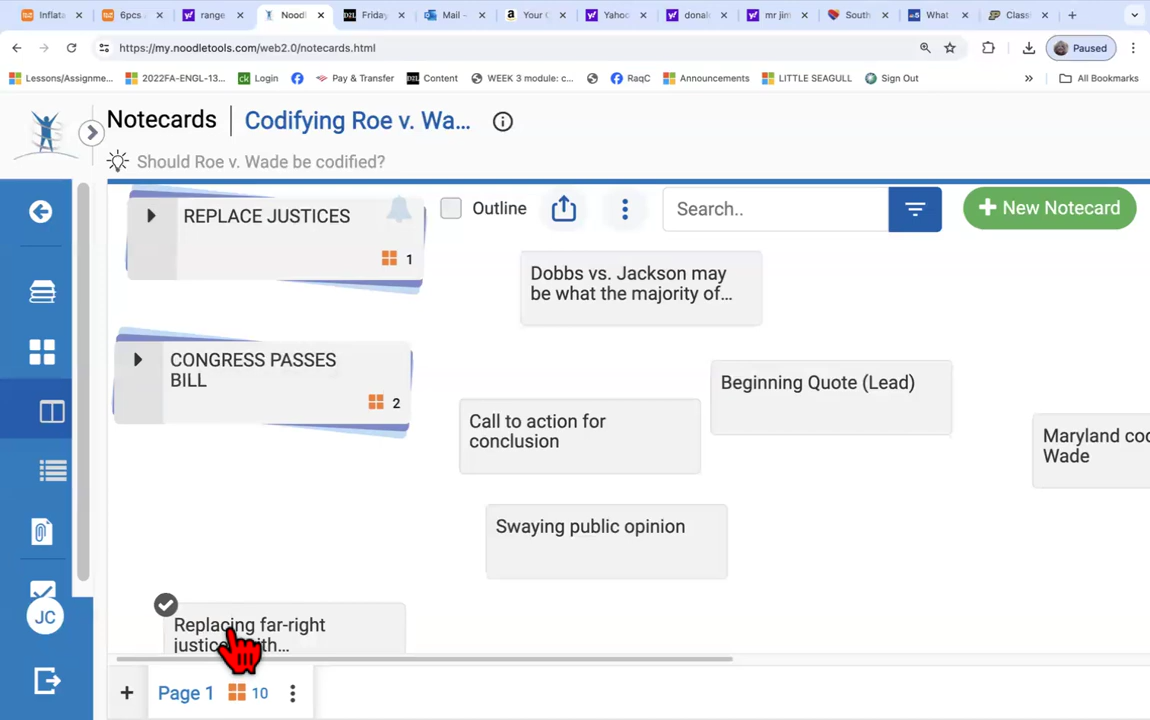 Inflat
6pcs
range
Noodl
Friday
Mail -
Your O
Yahoo
donal
mr jim
South
What
Classi
https://my.noodletools.com/web2.0/notecards.html
Paused
Lessons/Assignme...
2022FA-ENGL-13...
Login
Pay & Transfer
Content
WEEK 3 module: c...
RaqC
Announcements
LITTLE SEAGULL
Sign Out
All Bookmarks
Notecards
Codifying Roe v. Wa...
Should Roe v. Wade be codified?
REPLACE JUSTICES
1
Outline
Search..
New Notecard
Dobbs vs. Jackson may
be what the majority of...
CONGRESS PASSES
BILL
2
Beginning Quote (Lead)
Call to action for
conclusion
Maryland co
Wade
Swaying public opinion
Replacing far-right
JC
Page 1
10